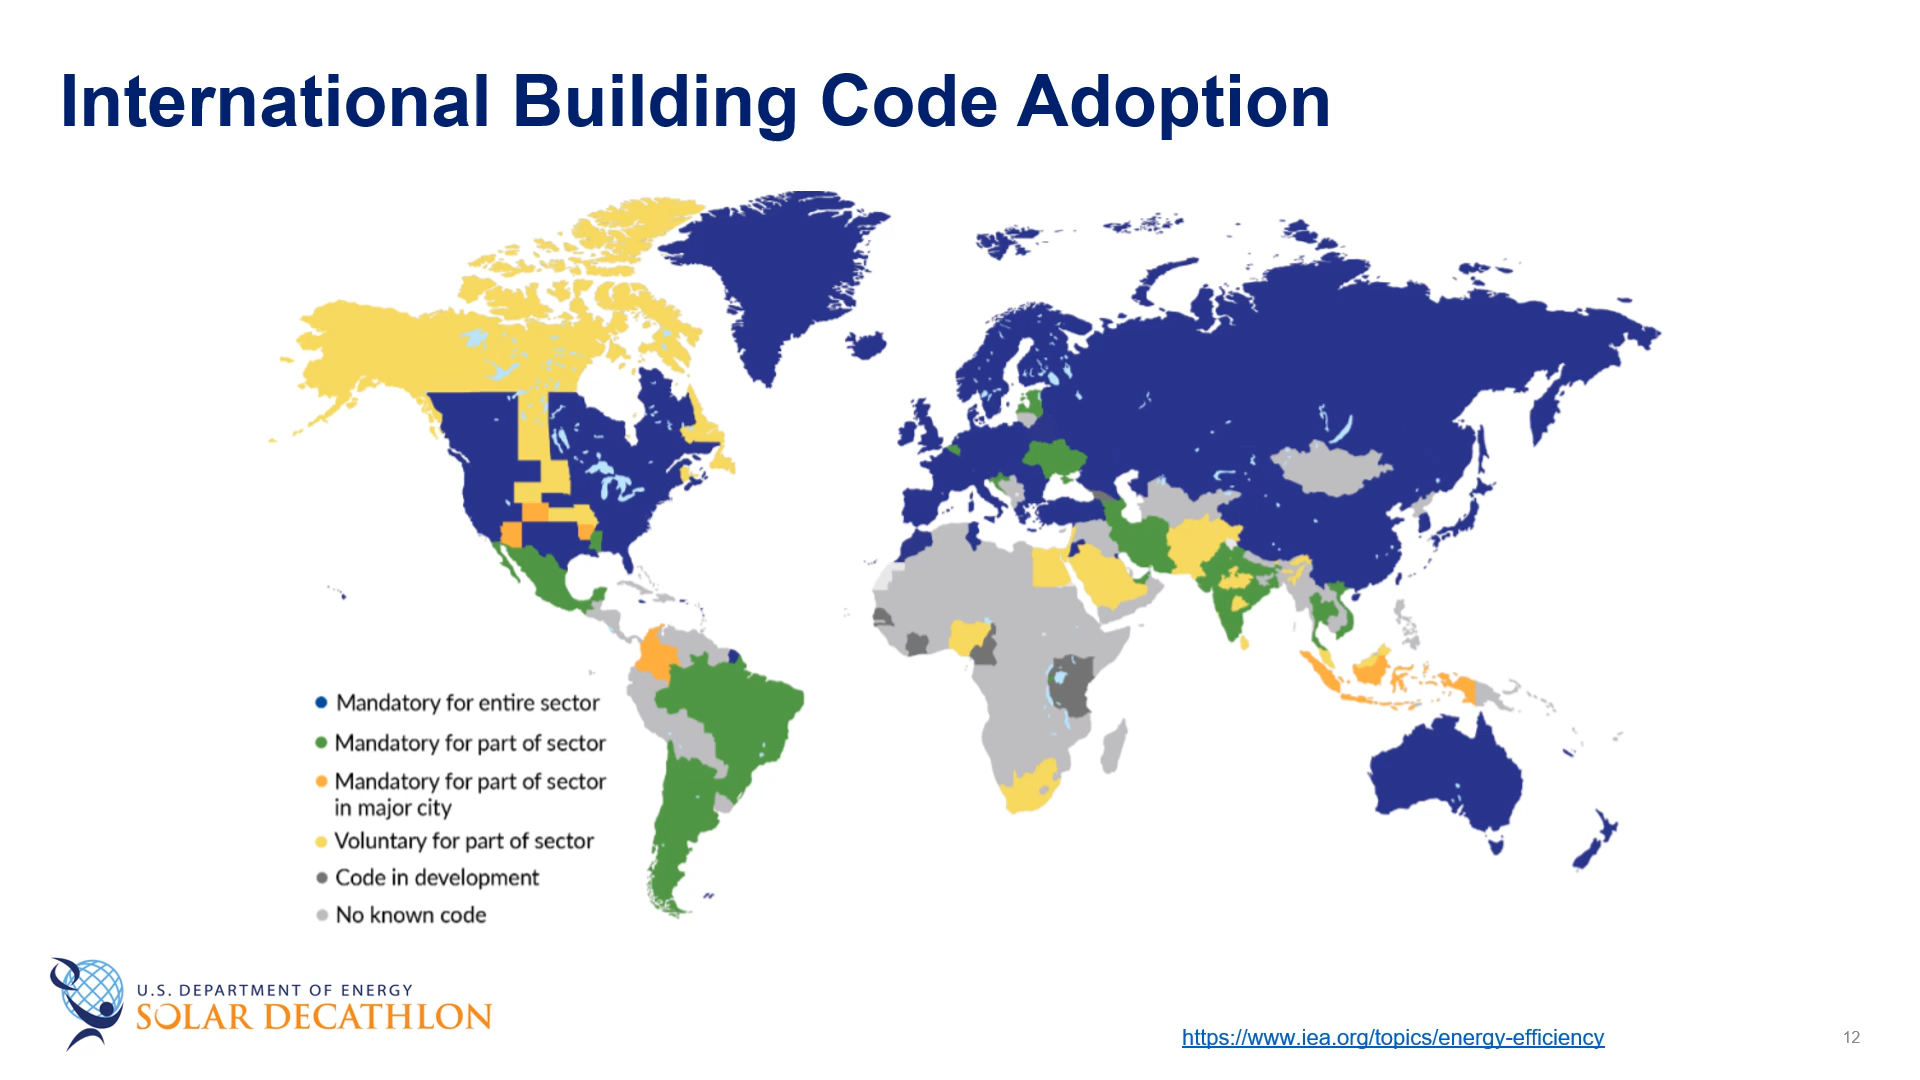 International Building Code Adoption
Mandatory for entire sector
Mandatory for part of sector
Mandatory for part of sector
in major city
Voluntary for part of sector
Code in development
No known code
U.S. DEPARTMENT OF ENERGY
SOLAR DECATHLON
https://www.iea.org/topics/energy-efficiency
12